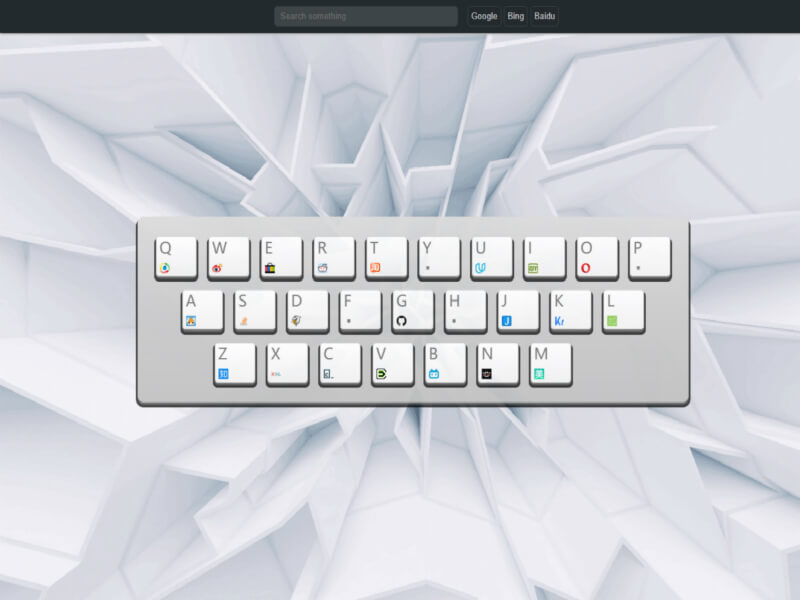 Search something
Google Bing Baidu
Q W E R T Y U I O P
A S D F G H J K L
Z X C V B N M